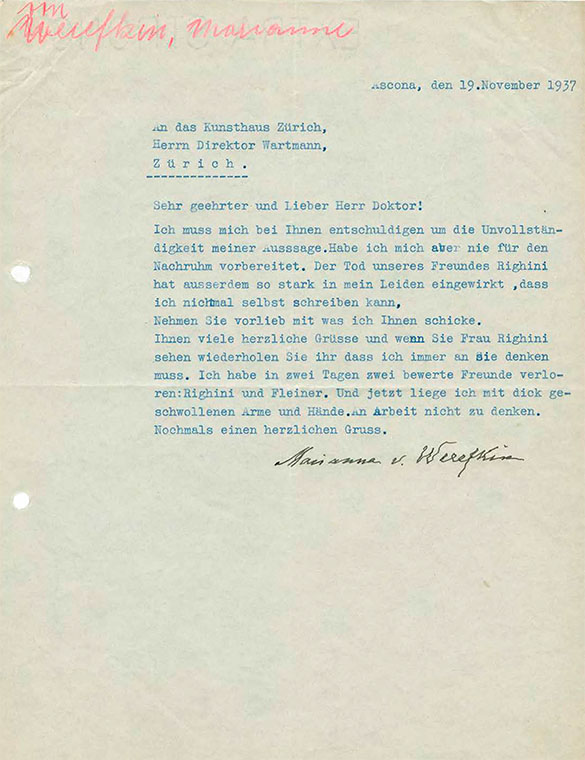 Werefkin, Marianne
Ascona, den 19.November 1937
An das Kunsthaus Zürich,
Herrn Direktor Wartmann,
Z ü r i c h .
Sehr geehrter und Lieber Herr Doktor!
Ich muss mich bei Ihnen entschuldigen um die Unvollstän-
digkeit meiner Ausssage.Habe ich mich aber nie für den
Nachruhm vorbereitet. Der Tod unseres Freundes Righini
hat ausserdem so stark in mein Leiden eingewirkt ,dass
ich nichtmal selbst schreiben kann,
Nehmen Sie vorlieb mit was ich Ihnen schicke.
Ihnen viele herzliche Grüsse und wenn Sie Frau Righini
sehen wiederholen Sie ihr dass ich immer an Sie denken
muss. Ich habe in zwei Tagen zwei bewerte Freunde verlo-
ren:Righini und Fleiner. Und jetzt liege ich mit dick ge-
schwollenen Arme und Hände.An Arbeit nicht zu denken.
Nochmals einen herzlichen Gruss.
Marianna v. Werefkin